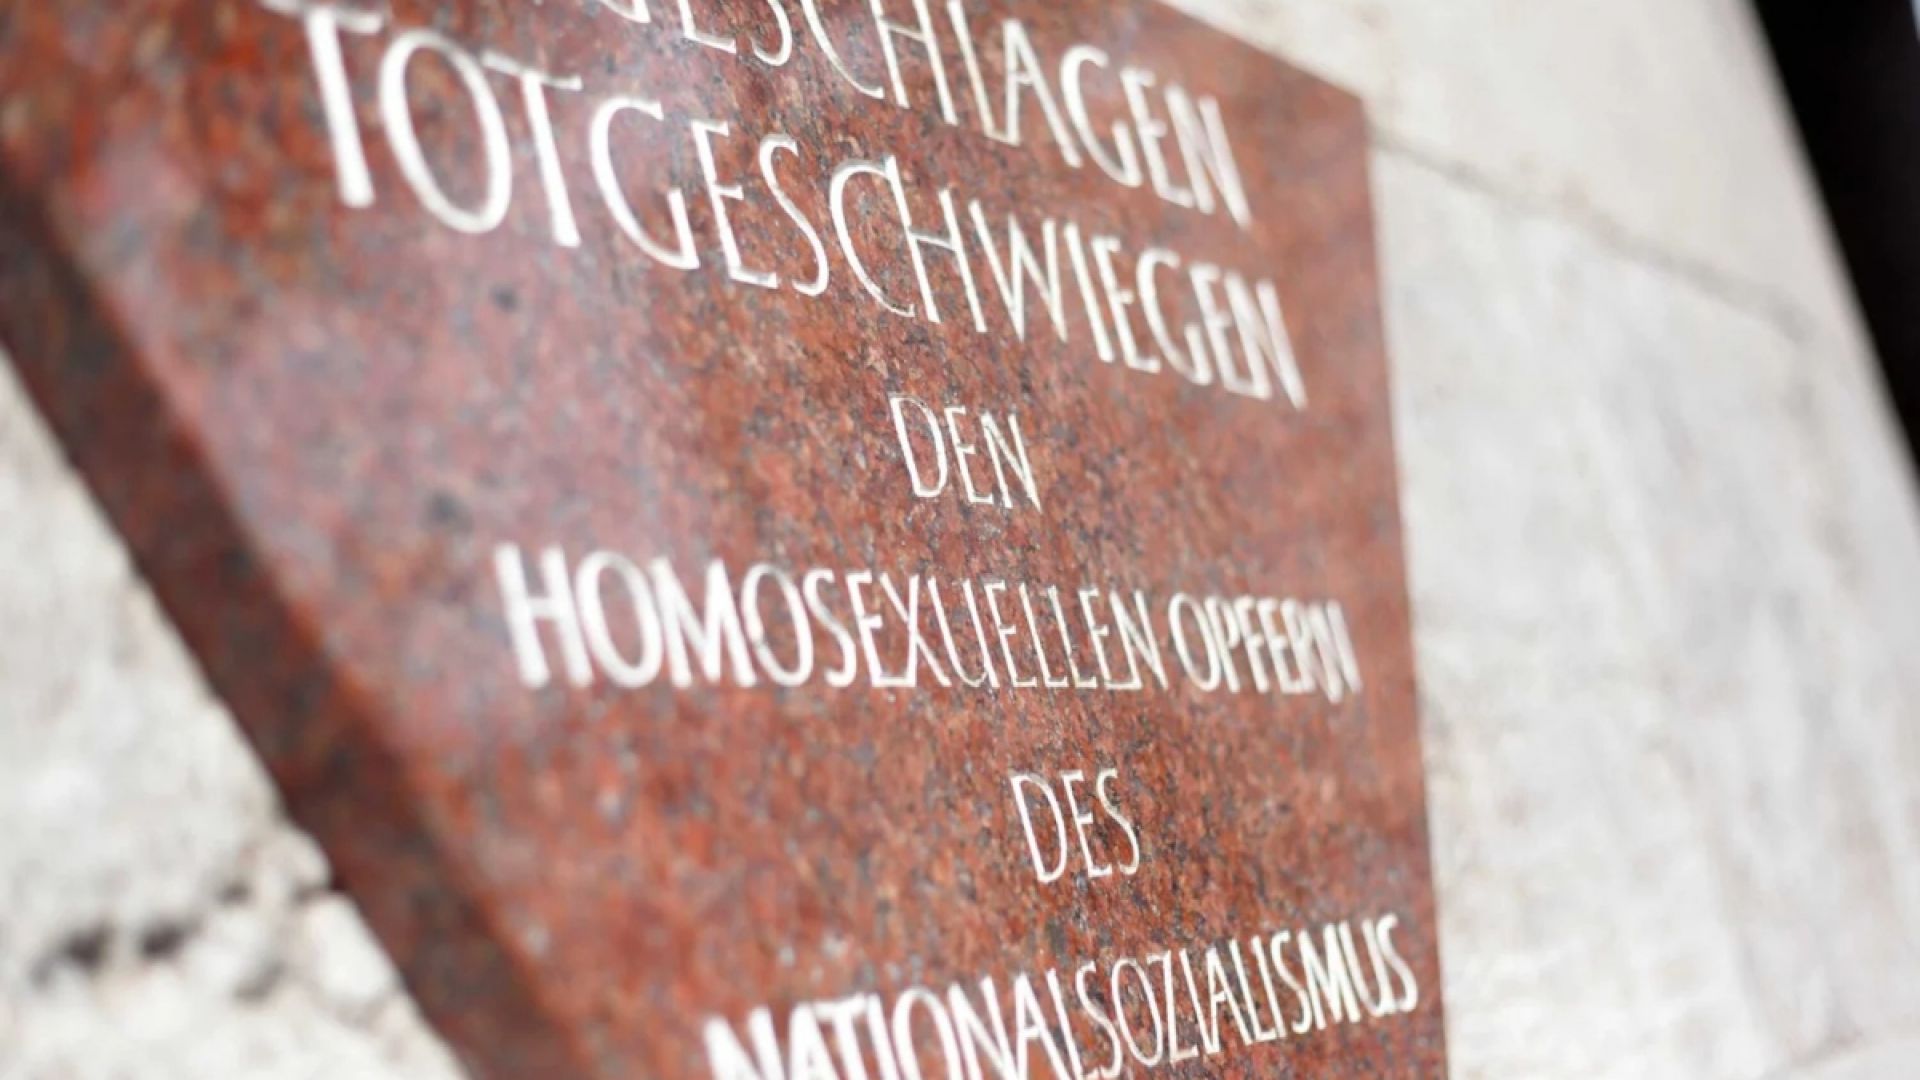 TOTGESCHWIEGEN
DEN
HOMOSEXUELLEN OPFERN
DES
NATIONALSOZIALISMUS